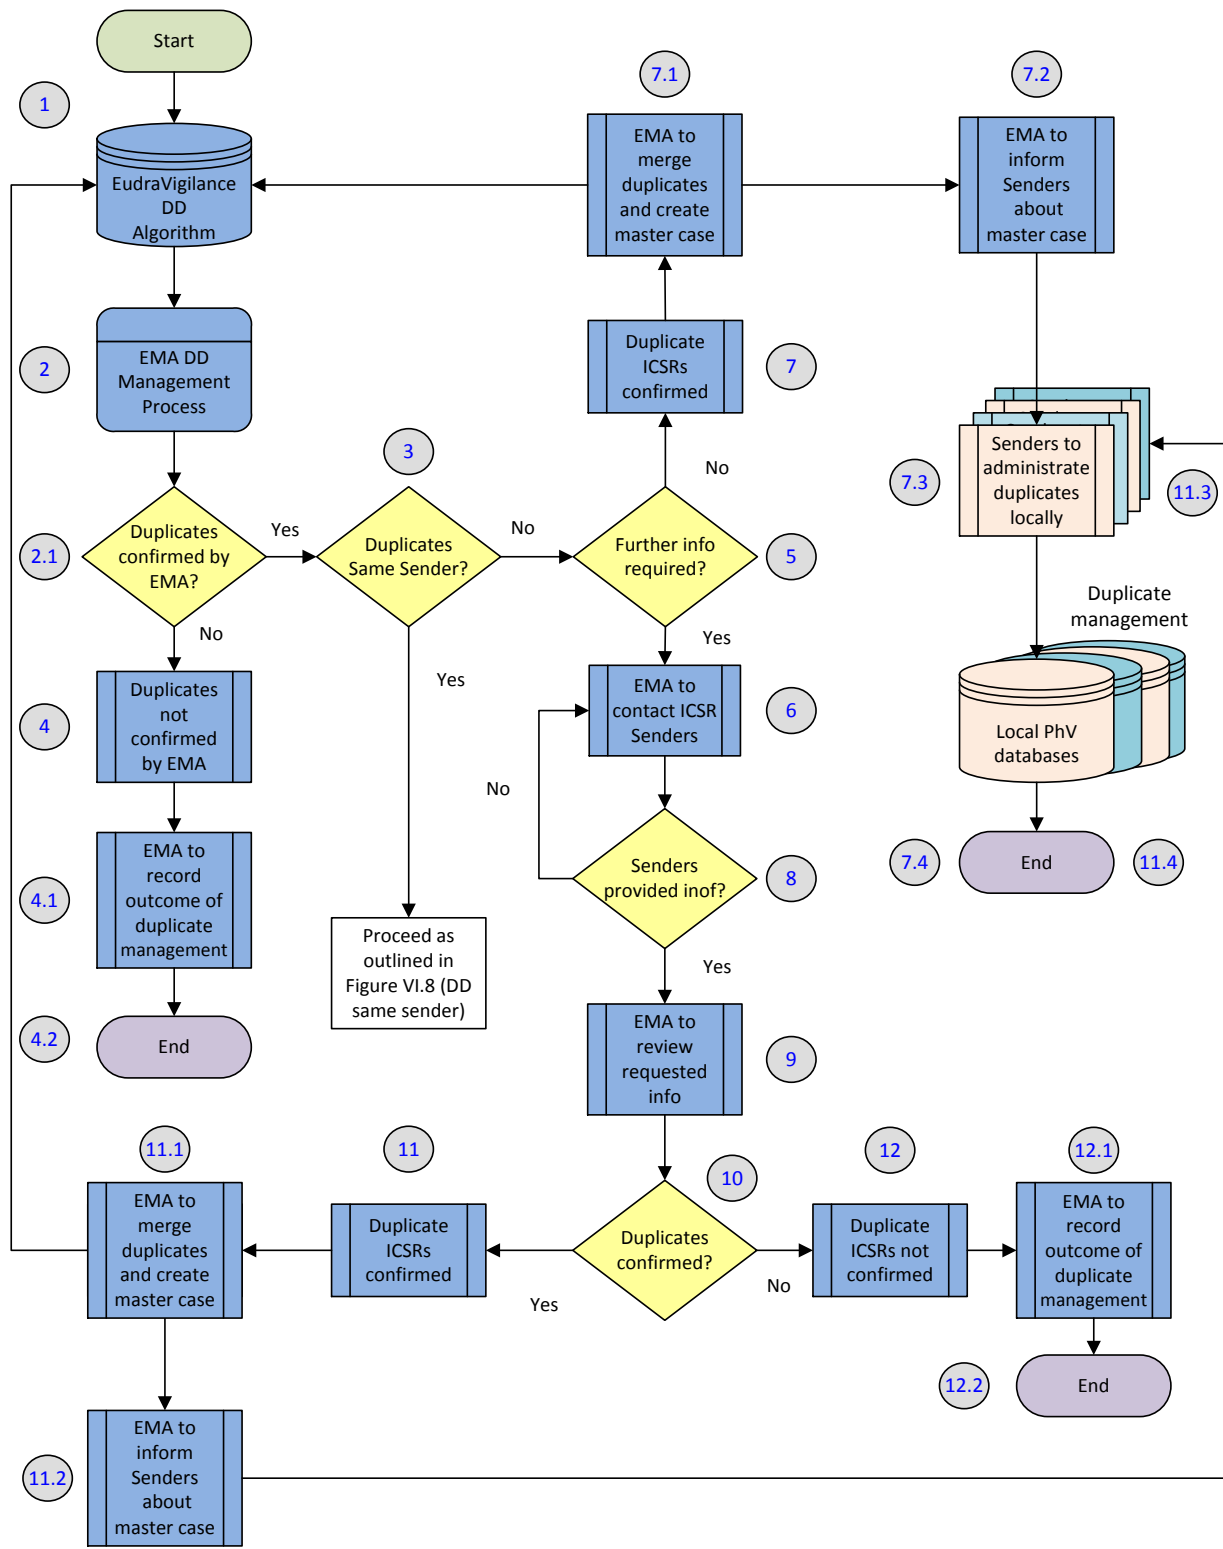 Start
1
EudraVigilance
DD
Algorithm
2
EMA DD
Management
Process
2.1
Duplicates
confirmed by
EMA?
Yes
No
3
Duplicates
Same Sender?
No
Yes
Proceed as
outlined in
Figure VI.8 (DD
same sender)
4
Duplicates
not
confirmed
by EMA
4.1
EMA to
record
outcome of
duplicate
management
4.2
End
5
Further info
required?
No
Yes
7
Duplicate
ICSRs
confirmed
7.1
EMA to
merge
duplicates
and create
master case
7.2
EMA to
inform
Senders
about
master case
7.3
11.3
Senders to
administrate
duplicates
locally
Duplicate
management
Local PhV
databases
7.4
End
11.4
6
EMA to
contact ICSR
Senders
No
8
Senders
provided inof?
Yes
9
EMA to
review
requested
info
10
Duplicates
confirmed?
Yes
No
11
Duplicate
ICSRs
confirmed
11.1
EMA to
merge
duplicates
and create
master case
11.2
EMA to
inform
Senders
about
master case
12
Duplicate
ICSRs not
confirmed
12.1
EMA to
record
outcome of
duplicate
management
12.2
End